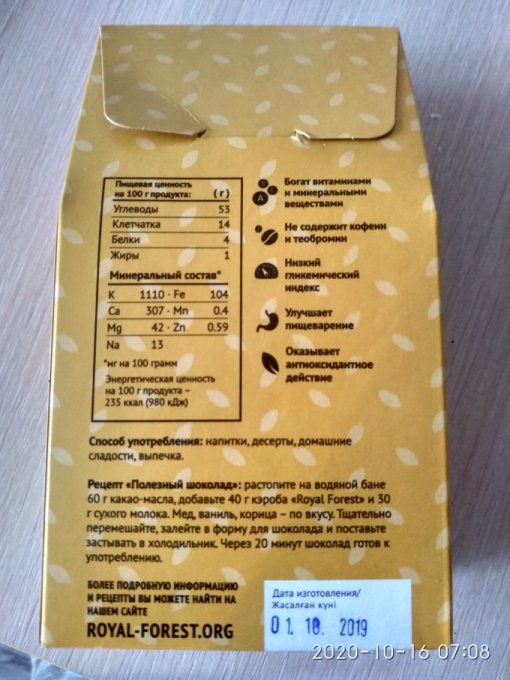 Пищевая ценность
на 100 г продукта: (г)
Углеводы 53
Клетчатка 14
Белки 4
Жиры 1
Минеральный состав*
K 1110 · Fe 104
Ca 307 · Mn 0.4
Mg 42 · Zn 0.59
Na 13
*мг на 100 грамм
Энергетическая ценность
на 100 г продукта –
235 ккал (980 кДж)
Богат витаминами
и минеральными
веществами
Не содержит кофеин
и теобромин
Низкий
гликемический
индекс
Улучшает
пищеварение
Оказывает
антиоксидантное
действие
Способ употребления: напитки, десерты, домашние
сладости, выпечка.
Рецепт «Полезный шоколад»: растопите на водяной бане
60 г какао-масла, добавьте 40 г кэроба «Royal Forest» и 30
г сухого молока. Мед, ваниль, корица – по вкусу. Тщательно
перемешайте, залейте в форму для шоколада и поставьте
застывать в холодильник. Через 20 минут шоколад готов к
употреблению.
БОЛЕЕ ПОДРОБНУЮ ИНФОРМАЦИЮ
И РЕЦЕПТЫ ВЫ МОЖЕТЕ НАЙТИ НА
НАШЕМ САЙТЕ
ROYAL-FOREST.ORG
Дата изготовления/
Жасалған күні
01. 10. 2019
2020-10-16 07:08